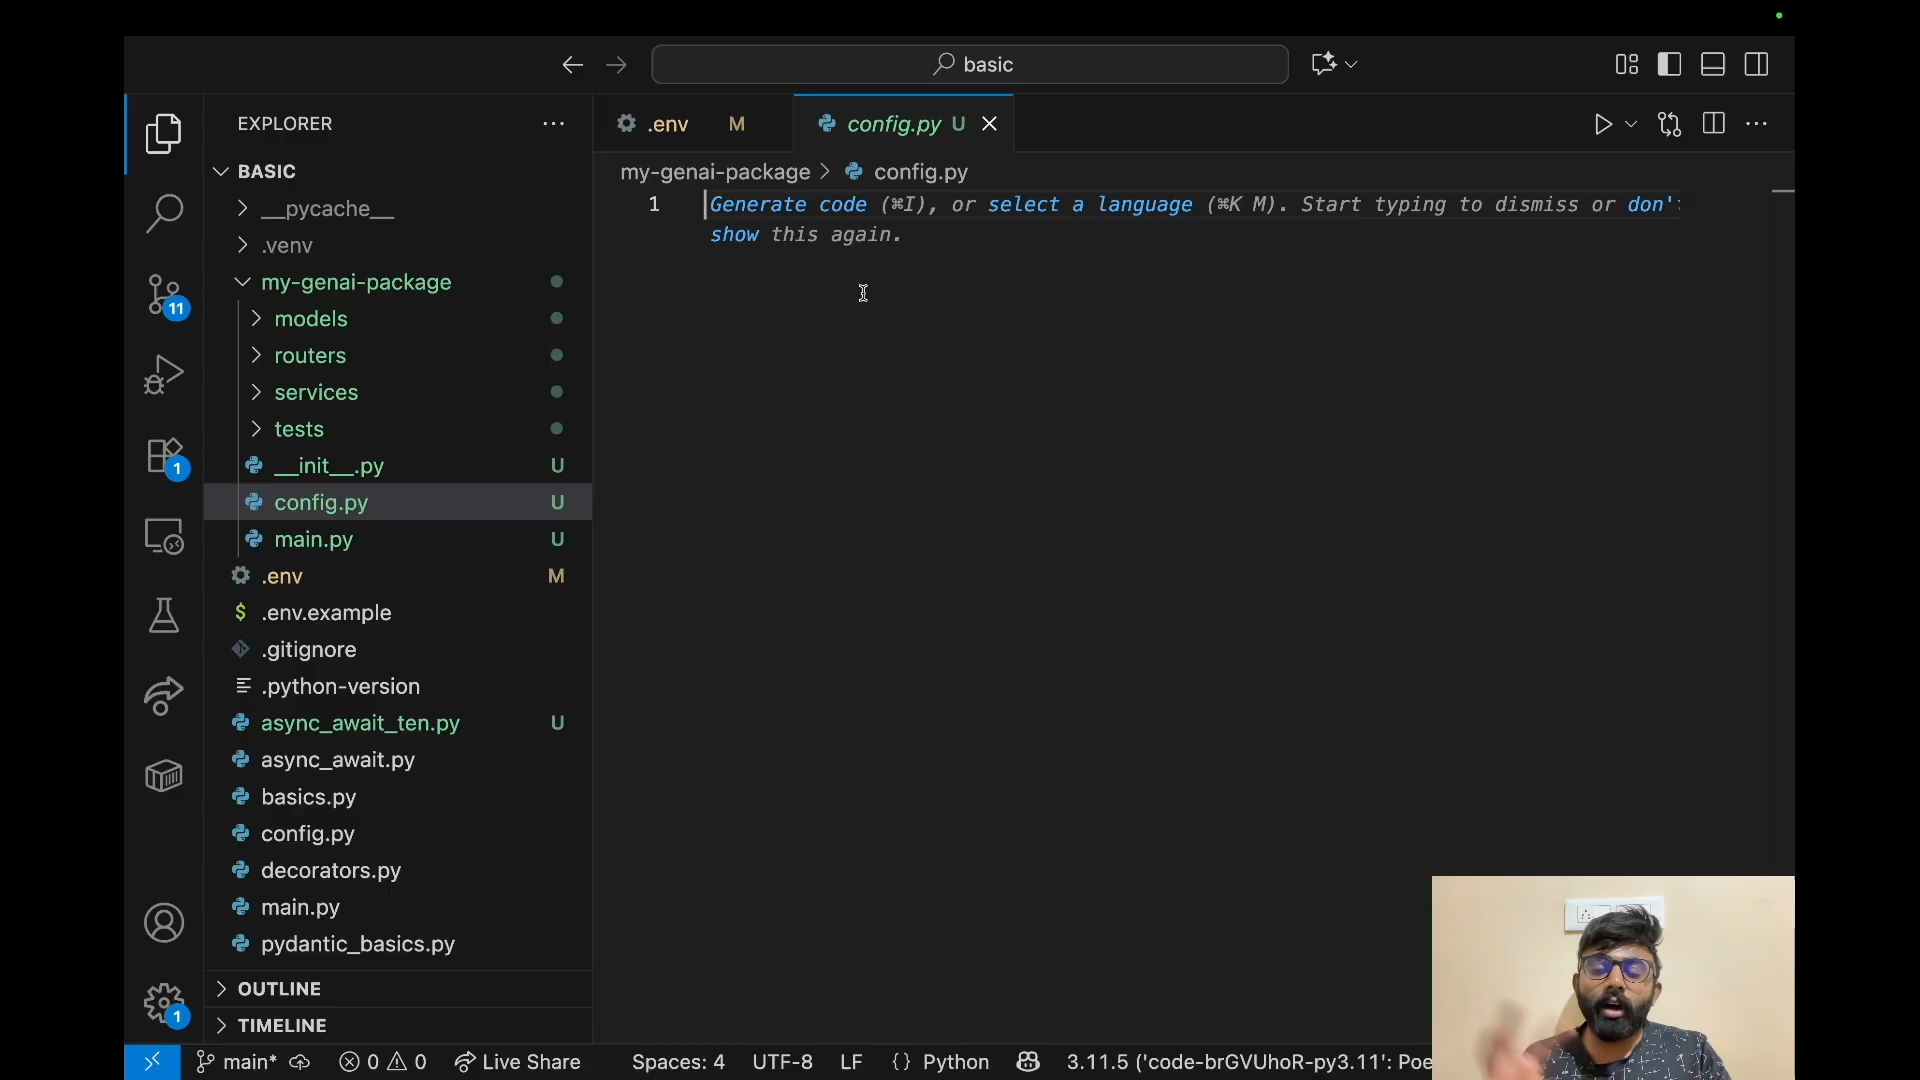 basic
EXPLORER
BASIC
__pycache__
.venv
my-genai-package
models
routers
services
tests
__init__.py U
config.py U
main.py U
.env M
.env.example
.gitignore
.python-version
async_await_ten.py U
async_await.py
basics.py
config.py
decorators.py
main.py
pydantic_basics.py
OUTLINE
TIMELINE
11
1
1
.env M
config.py U
my-genai-package > config.py
1 Generate code (⌘I), or select a language (⌘K M). Start typing to dismiss or don'
show this again.
main* 0 0 Live Share Spaces: 4 UTF-8 LF {} Python 3.11.5 ('code-brGVUhoR-py3.11': Poe